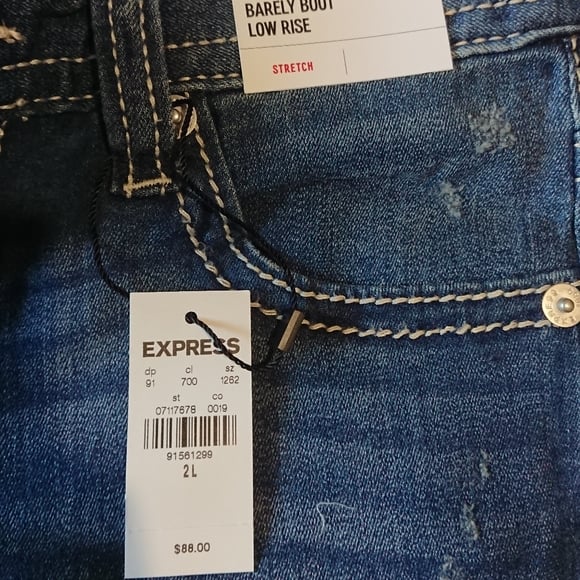 BARELY BOOT
LOW RISE
STRETCH
EXPRESS
dp cl sz
91 700 1262
st co
07117678 0019
91561299
2 L
$88.00